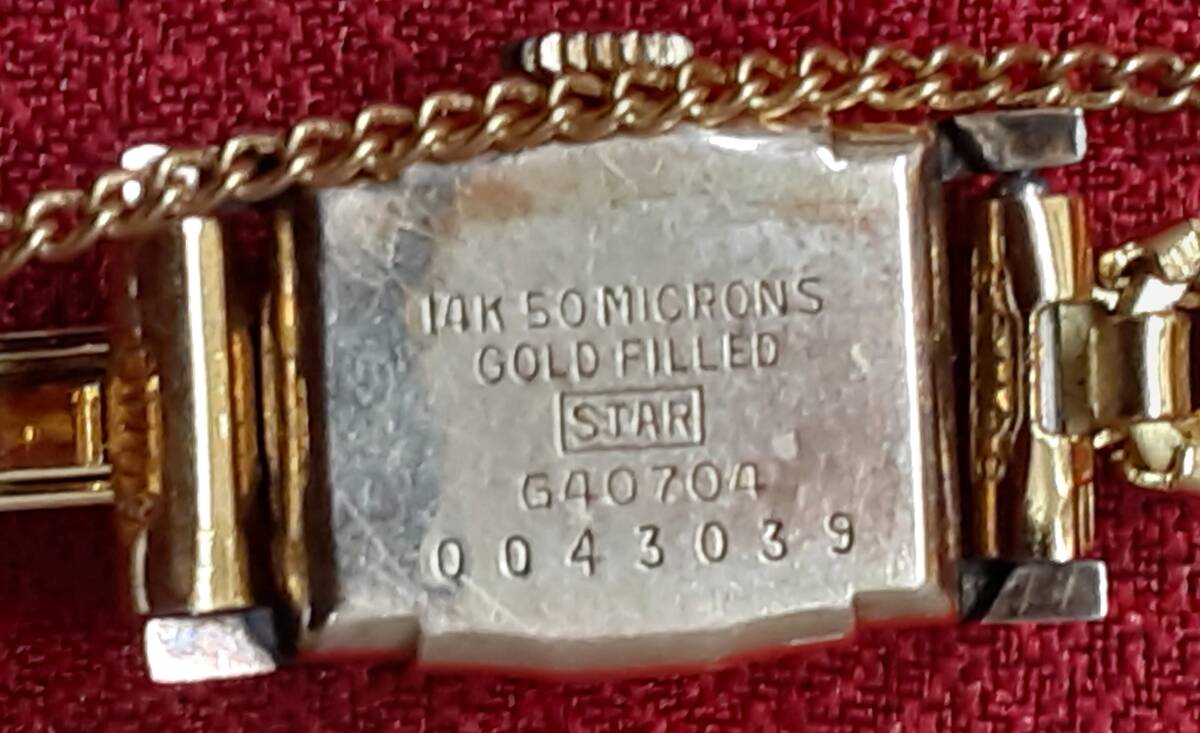 14K 50 MICRONS
GOLD FILLED
STAR
G40704
0043039